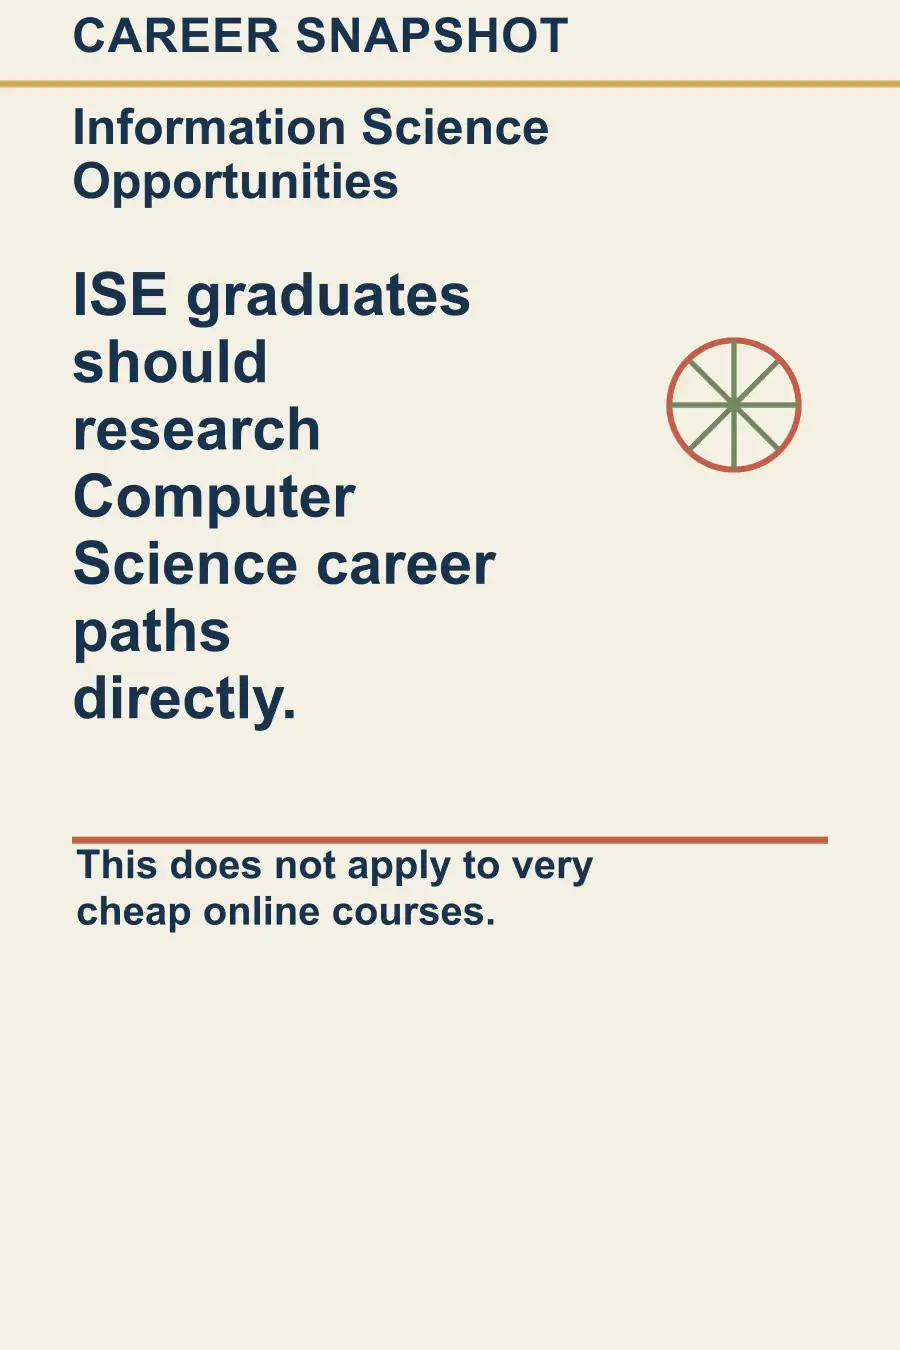 CAREER SNAPSHOT
Information Science
Opportunities
ISE graduates
should
research
Computer
Science career
paths
directly.
This does not apply to very
cheap online courses.